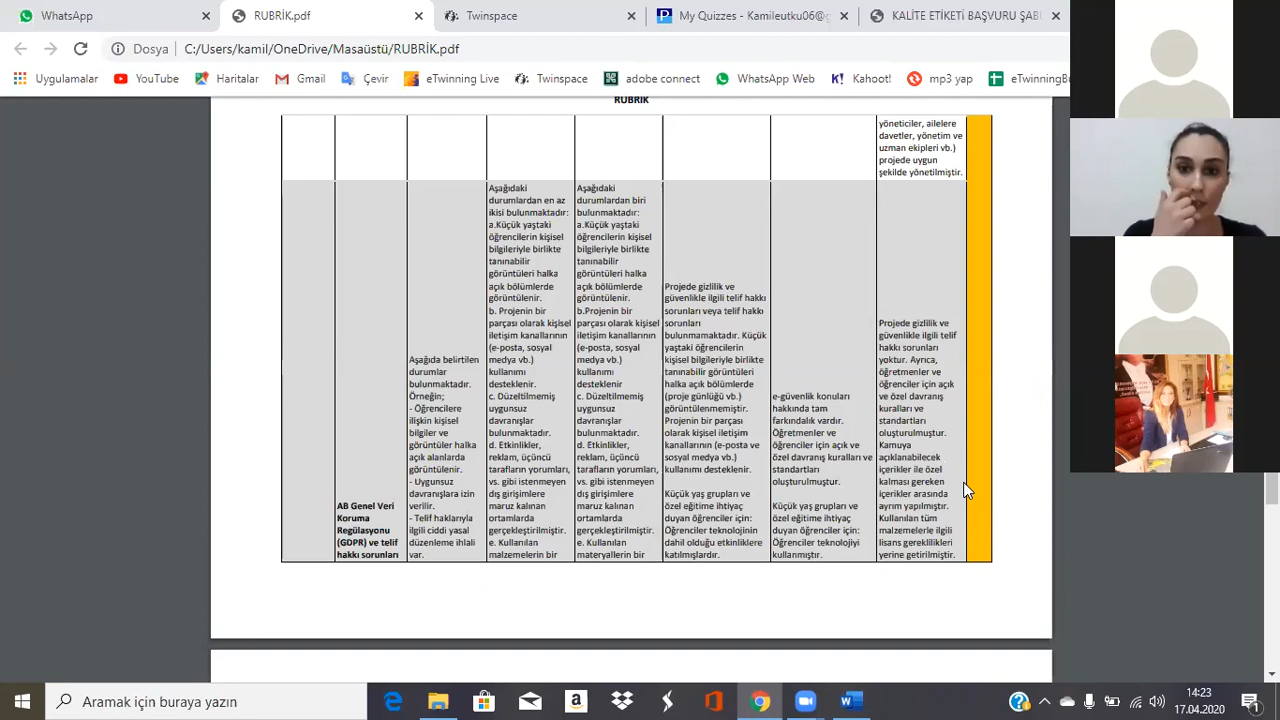 WhatsApp
RUBRİK.pdf
Twinspace
My Quizzes - Kamileutku06@g
KALİTE ETİKETİ BAŞVURU ŞABL
Dosya
C:/Users/kamil/OneDrive/Masaüstü/RUBRİK.pdf
Uygulamalar
YouTube
Haritalar
Gmail
Çevir
eTwinning Live
Twinspace
adobe connect
WhatsApp Web
Kahoot!
mp3 yap
eTwinningBo
RUBRİK
yöneticiler, ailelere
davetler, yönetim ve
uzman ekipleri vb.)
projede uygun
şekilde yönetilmiştir.
AB Genel Veri
Koruma
Regülasyonu
(GDPR) ve telif
hakkı sorunları
Aşağıda belirtilen
durumlar
bulunmaktadır.
Örneğin;
- Öğrencilere
ilişkin kişisel
bilgiler ve
görüntüler halka
açık alanlarda
görüntülenir.
- Uygunsuz
davranışlara izin
verilir.
- Telif haklarıyla
ilgili ciddi yasal
düzenleme ihlali
var.
Aşağıdaki
durumlardan en az
ikisi bulunmaktadır:
a.Küçük yaştaki
öğrencilerin kişisel
bilgileriyle birlikte
tanınabilir
görüntüleri halka
açık bölümlerde
görüntülenir.
b. Projenin bir
parçası olarak kişisel
iletişim kanallarının
(e-posta, sosyal
medya vb.)
kullanımı
desteklenir.
c. Düzeltilmemiş
uygunsuz
davranışlar
bulunmaktadır.
d. Etkinlikler,
reklam, üçüncü
tarafların yorumları,
vs. gibi istenmeyen
dış girişimlere
maruz kalınan
ortamlarda
gerçekleştirilmiştir.
e. Kullanılan
malzemelerin bir
Aşağıdaki
durumlardan biri
bulunmaktadır:
a.Küçük yaştaki
öğrencilerin kişisel
bilgileriyle birlikte
tanınabilir
görüntüleri halka
açık bölümlerde
görüntülenir.
b.Projenin bir
parçası olarak kişisel
iletişim kanallarının
(e-posta, sosyal
medya vb.)
kullanımı
desteklenir
c. Düzeltilmemiş
uygunsuz
davranışlar
bulunmaktadır.
d. Etkinlikler,
reklam, üçüncü
tarafların yorumları,
vs. gibi istenmeyen
dış girişimlere
maruz kalınan
ortamlarda
gerçekleştirilmiştir.
e. Kullanılan
materyallerin bir
Projede gizlilik ve
güvenlikle ilgili telif hakkı
sorunları veya telif hakkı
sorunları
bulunmamaktadır. Küçük
yaştaki öğrencilerin
kişisel bilgileriyle birlikte
tanınabilir görüntüleri
halka açık bölümlerde
(proje günlüğü vb.)
görüntülenmemiştir.
Projenin bir parçası
olarak kişisel iletişim
kanallarının (e-posta ve
sosyal medya vb.)
kullanımı desteklenir.
Küçük yaş grupları ve
özel eğitime ihtiyaç
duyan öğrenciler için:
Öğrenciler teknolojinin
dahil olduğu etkinliklere
katılmışlardır.
e-güvenlik konuları
hakkında tam
farkındalık vardır.
Öğretmenler ve
öğrenciler için açık ve
özel davranış kuralları ve
standartları
oluşturulmuştur.
Küçük yaş grupları ve
özel eğitime ihtiyaç
duyan öğrenciler için:
Öğrenciler teknolojiyi
kullanmıştır.
Projede gizlilik ve
güvenlikle ilgili telif
hakkı sorunları
yoktur. Ayrıca,
öğretmenler ve
öğrenciler için açık
ve özel davranış
kuralları ve
standartları
oluşturulmuştur.
Kamuya
açıklanabilecek
içerikler ile özel
kalması gereken
içerikler arasında
ayrım yapılmıştır.
Kullanılan tüm
malzemelerle ilgili
lisans gereklilikleri
yerine getirilmiştir.
Aramak için buraya yazın
14:23
17.04.2020